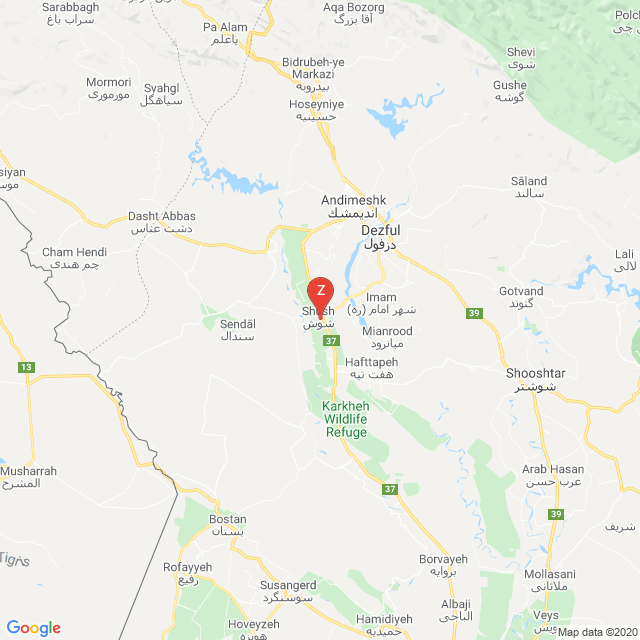 Sarabbagh
سراب باغ
Aqa Bozorg
آقا بزرگ
Polch
Pa Alam
پاعلم
Shevi
شوی
Bidrubeh-ye
Markazi
بیدروبه
Mormori
مورموری
Syahgl
سیاهگل
Gushe
گوشه
Hoseyniye
حسینیه
siyan
Sāland
سالند
Andimeshk
اندیمشک
Dasht Abbas
دشت عباس
Dezful
دزفول
Cham Hendi
چم هندی
Lali
لالی
Z
Gotvand
گتوند
Imam
شهر امام (ره)
Shush
شوش
39
Sendāl
سندال
Mianrood
میانرود
37
Hafttapeh
هفت تپه
13
Shooshtar
شوشتر
Karkheh
Wildlife
Refuge
Musharrah
المشرح
Arab Hasan
عرب حسن
37
39
Bostan
بستان
شریف
Tigris
Rofayyeh
رفیع
Borvayeh
بروایه
Mollasani
ملاثانی
Susangerd
سوسنگرد
Albaji
الباجی
Hamidiyeh
حمیدیه
Veys
ویس
Hoveyzeh
هویزه
Google
Map data ©2020